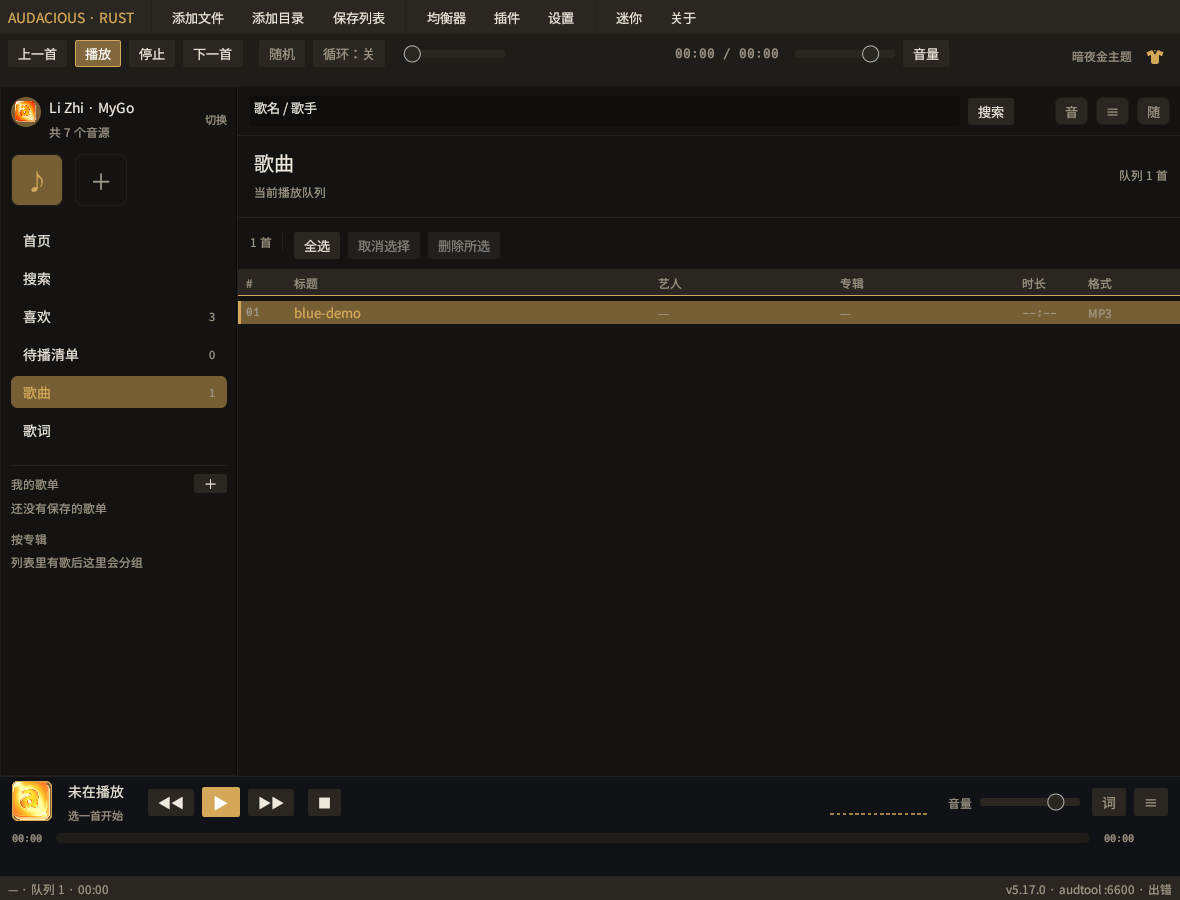 AUDACIOUS · RUST 添加文件 添加目录 保存列表 均衡器 插件 设置 迷你 关于
上一首 播放 停止 下一首 随机 循环：关 00:00 / 00:00 音量 暗夜金主题
Li Zhi · MyGo
共 7 个音源
切换
♪ +
首页
搜索
喜欢 3
待播清单 0
歌曲 1
歌词
我的歌单 +
还没有保存的歌单
按专辑
列表里有歌后这里会分组
歌名 / 歌手 搜索 音 ≡ 随
歌曲
当前播放队列
队列 1 首
1 首 全选 取消选择 删除所选
# 标题 艺人 专辑 时长 格式
01 blue-demo — — --:-- MP3
未在播放
选一首开始
音量 词 ≡
00:00 00:00
— · 队列 1 · 00:00 v5.17.0 · audtool :6600 · 出错